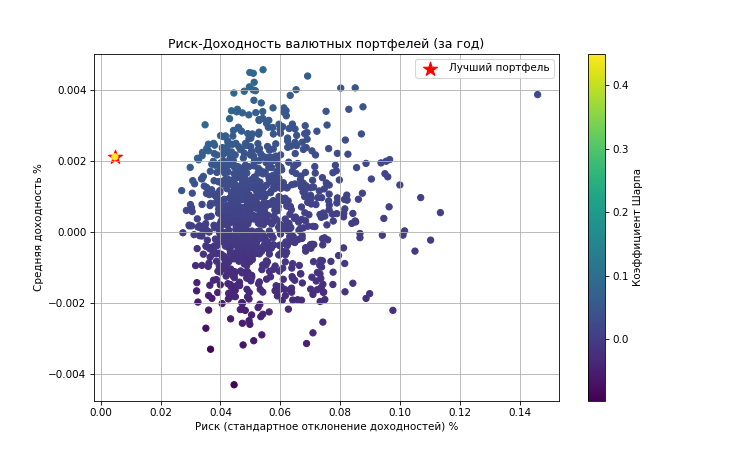 Риск-Доходность валютных портфелей (за год)
Лучший портфель
Средняя доходность %
0.004
0.002
0.000
−0.002
−0.004
0.00 0.02 0.04 0.06 0.08 0.10 0.12 0.14
Риск (стандартное отклонение доходностей) %
0.4
0.3
0.2
0.1
0.0
Коэффициент Шарпа